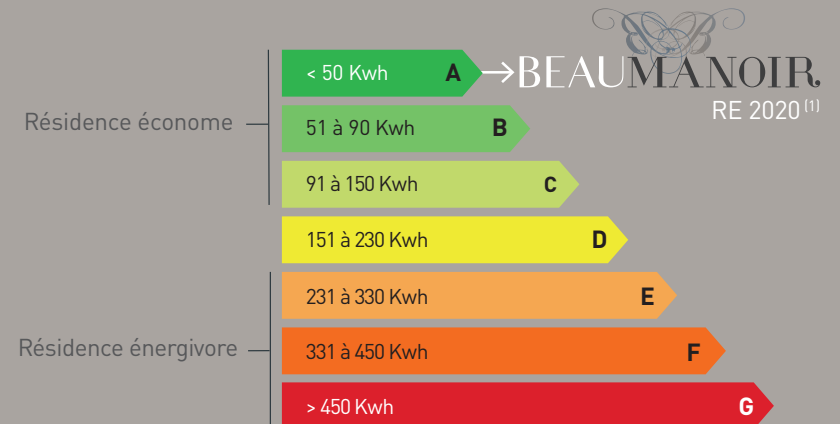 < 50 Kwh A
BEAUMANOIR
RE 2020 (1)
Résidence économe
51 à 90 Kwh B
91 à 150 Kwh C
151 à 230 Kwh D
231 à 330 Kwh E
Résidence énergivore
331 à 450 Kwh F
> 450 Kwh G